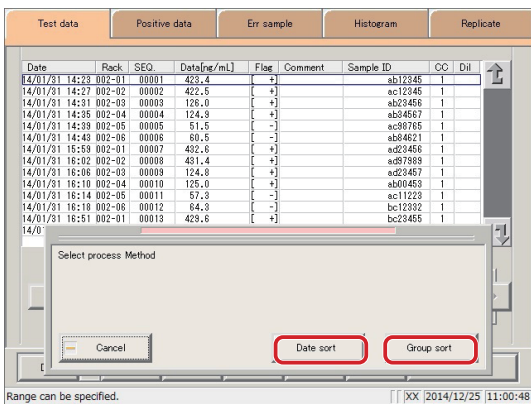 Test data Positive data Err sample Histogram Replicate
Date Rack SEQ. Data[ng/mL] Flag Comment Sample ID CC Dil
14/01/31 14:23 002-01 00001 423.4 [ +] ab12345 1
14/01/31 14:27 002-02 00002 422.5 [ +] ac12345 1
14/01/31 14:31 002-03 00003 126.0 [ +] ab23456 1
14/01/31 14:35 002-04 00004 124.9 [ +] ab34567 1
14/01/31 14:39 002-05 00005 51.5 [ -] ac98765 1
14/01/31 14:43 002-06 00006 60.5 [ -] ab84621 1
14/01/31 15:59 002-01 00007 432.6 [ +] ad23456 1
14/01/31 16:02 002-02 00008 431.4 [ +] ad97989 1
14/01/31 16:06 002-03 00009 124.8 [ +] ad23457 1
14/01/31 16:10 002-04 00010 125.0 [ +] ab00453 1
14/01/31 16:14 002-05 00011 57.3 [ -] ac11223 1
14/01/31 16:18 002-06 00012 64.3 [ -] bc12332 1
14/01/31 16:51 002-01 00013 429.6 [ +] bc23455 1
14/0
Select process Method
Cancel Date sort Group sort
Range can be specified. XX 2014/12/25 11:00:48